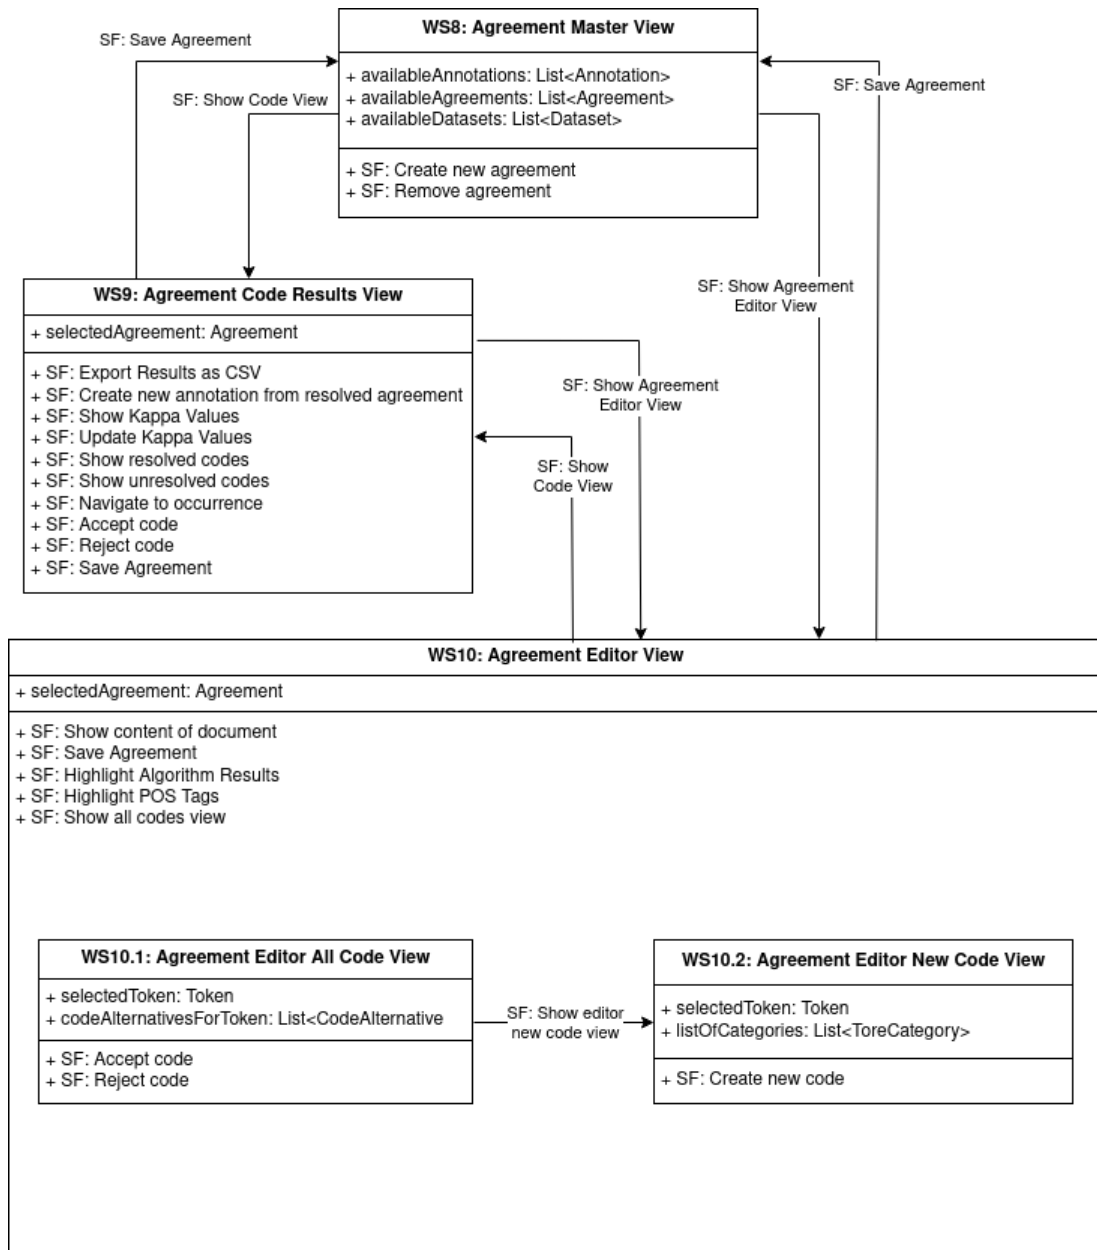 WS8: Agreement Master View
SF: Save Agreement
+ availableAnnotations: List<Annotation>
+ availableAgreements: List<Agreement>
+ availableDatasets: List<Dataset>
SF: Save Agreement
SF: Show Code View
+ SF: Create new agreement
+ SF: Remove agreement
SF: Show Agreement
Editor View
WS9: Agreement Code Results View
+ selectedAgreement: Agreement
+ SF: Export Results as CSV
+ SF: Create new annotation from resolved agreement
+ SF: Show Kappa Values
+ SF: Update Kappa Values
+ SF: Show resolved codes
+ SF: Show unresolved codes
+ SF: Navigate to occurrence
+ SF: Accept code
+ SF: Reject code
+ SF: Save Agreement
SF: Show Agreement
Editor View
SF: Show
Code View
WS10: Agreement Editor View
+ selectedAgreement: Agreement
+ SF: Show content of document
+ SF: Save Agreement
+ SF: Highlight Algorithm Results
+ SF: Highlight POS Tags
+ SF: Show all codes view
WS10.1: Agreement Editor All Code View
+ selectedToken: Token
+ codeAlternativesForToken: List<CodeAlternative
+ SF: Accept code
+ SF: Reject code
SF: Show editor
new code view
WS10.2: Agreement Editor New Code View
+ selectedToken: Token
+ listOfCategories: List<ToreCategory>
+ SF: Create new code